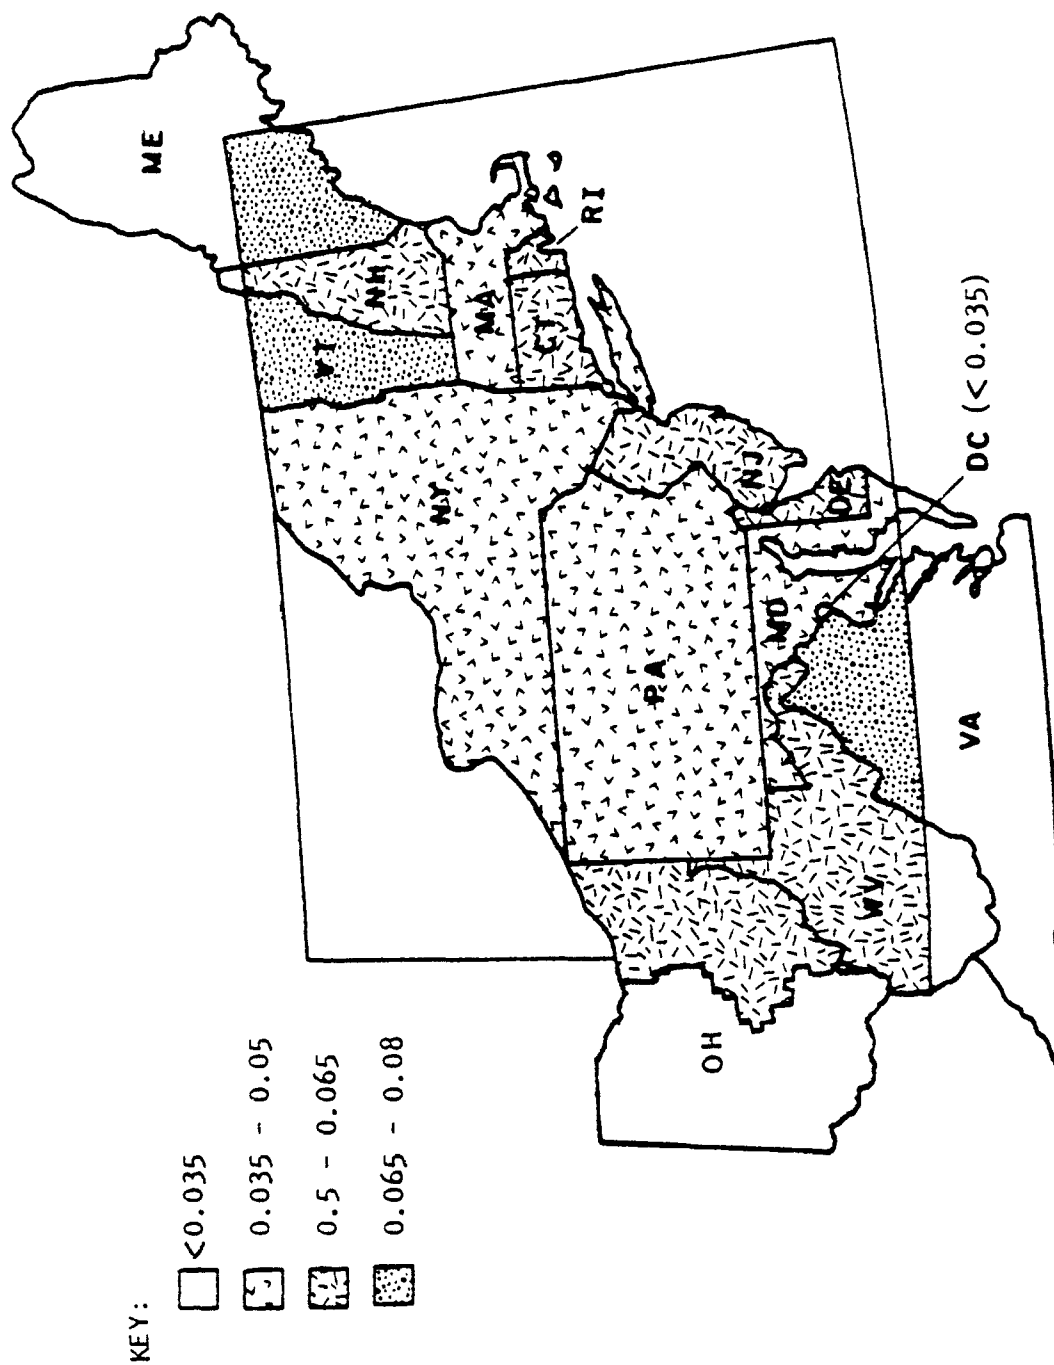 KEY:
<0.035
0.035 - 0.05
0.5 - 0.065
0.065 - 0.08
ME
VT
NH
MA
CT
RI
NY
PA
NJ
DE
MD
DC (< 0.035)
VA
WV
OH